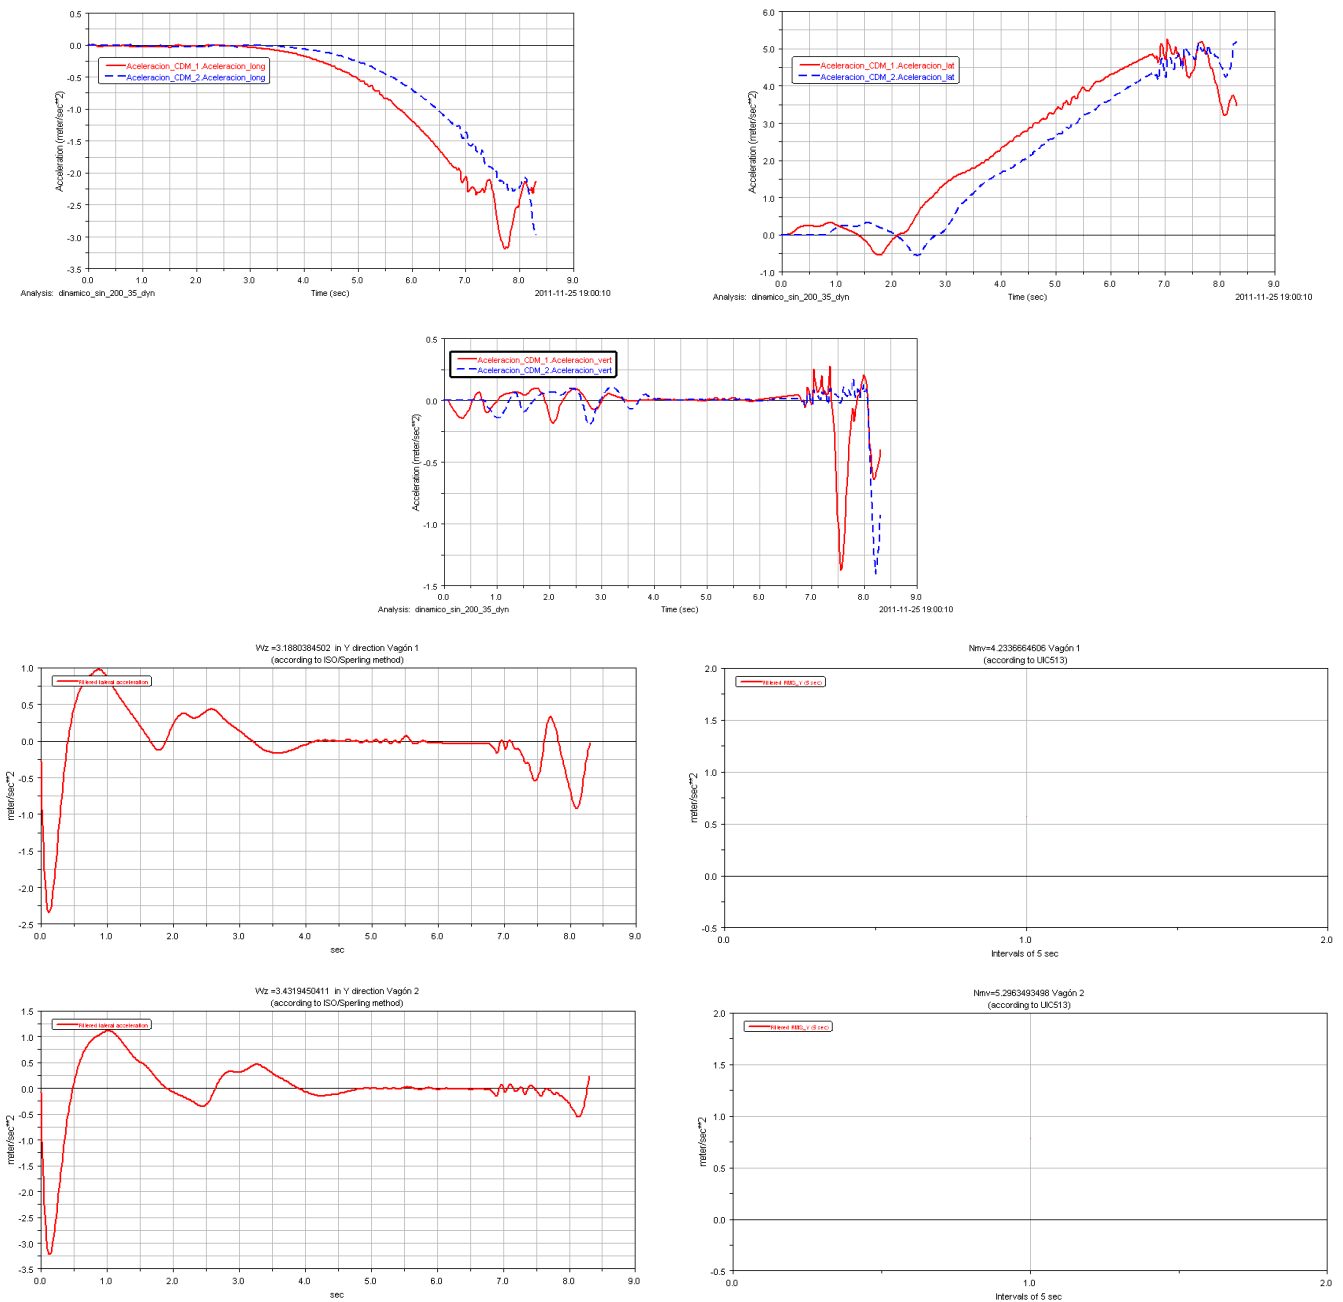 0.5
0.0
-0.5
-1.0
-1.5
-2.0
-2.5
-3.0
-3.5
Acceleration (meter/sec**2)
Aceleracion_CDM_1.Aceleracion_long
Aceleracion_CDM_2.Aceleracion_long
0.0 1.0 2.0 3.0 4.0 5.0 6.0 7.0 8.0 9.0
Analysis: dinamico_sin_200_35_dyn Time (sec) 2011-11-25 19:00:10
6.0
5.0
4.0
3.0
2.0
1.0
0.0
-1.0
Acceleration (meter/sec**2)
Aceleracion_CDM_1.Aceleracion_lat
Aceleracion_CDM_2.Aceleracion_lat
0.0 1.0 2.0 3.0 4.0 5.0 6.0 7.0 8.0 9.0
Analysis: dinamico_sin_200_35_dyn Time (sec) 2011-11-25 19:00:10
0.5
0.0
-0.5
-1.0
-1.5
Acceleration (meter/sec**2)
Aceleracion_CDM_1.Aceleracion_vert
Aceleracion_CDM_2.Aceleracion_vert
0.0 1.0 2.0 3.0 4.0 5.0 6.0 7.0 8.0 9.0
Analysis: dinamico_sin_200_35_dyn Time (sec) 2011-11-25 19:00:10
Wz =3.1880384502 in Y direction Vagón 1
(according to ISO/Sperling method)
1.0
0.5
0.0
-0.5
-1.0
-1.5
-2.0
-2.5
meter/sec**2
Filtered lateral acceleration
0.0 1.0 2.0 3.0 4.0 5.0 6.0 7.0 8.0 9.0
sec
Nmv=4.2336664606 Vagón 1
(according to UIC513)
2.0
1.5
1.0
0.5
0.0
-0.5
meter/sec**2
Filtered RMS_Y (5 sec)
0.0 1.0 2.0
Intervals of 5 sec
Wz =3.4319450411 in Y direction Vagón 2
(according to ISO/Sperling method)
1.5
1.0
0.5
0.0
-0.5
-1.0
-1.5
-2.0
-2.5
-3.0
-3.5
meter/sec**2
Filtered lateral acceleration
0.0 1.0 2.0 3.0 4.0 5.0 6.0 7.0 8.0 9.0
sec
Nmv=5.2963493498 Vagón 2
(according to UIC513)
2.0
1.5
1.0
0.5
0.0
-0.5
meter/sec**2
Filtered RMS_Y (5 sec)
0.0 1.0 2.0
Intervals of 5 sec